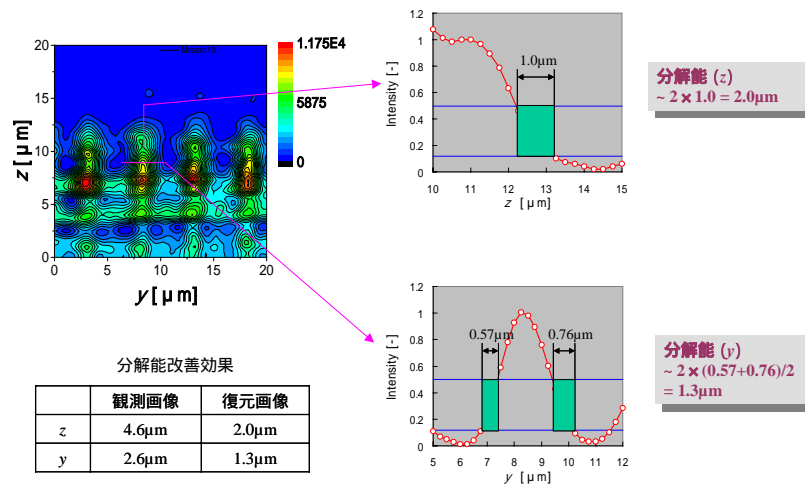 20
15
10
5
0
z [μm]
0
5
10
15
20
y [μm]
1.175E4
5875
0
1.2
1
0.8
0.6
0.4
0.2
0
Intensity [-]
1.0μm
10
11
12
13
14
15
z [μm]
分解能 (z)
~ 2 × 1.0 = 2.0μm
1.2
1
0.8
0.6
0.4
0.2
0
Intensity [-]
0.57μm
0.76μm
5
6
7
8
9
10
11
12
y [μm]
分解能 (y)
~ 2 × (0.57+0.76)/2
= 1.3μm
分解能改善効果
観測画像 復元画像
z 4.6μm 2.0μm
y 2.6μm 1.3μm